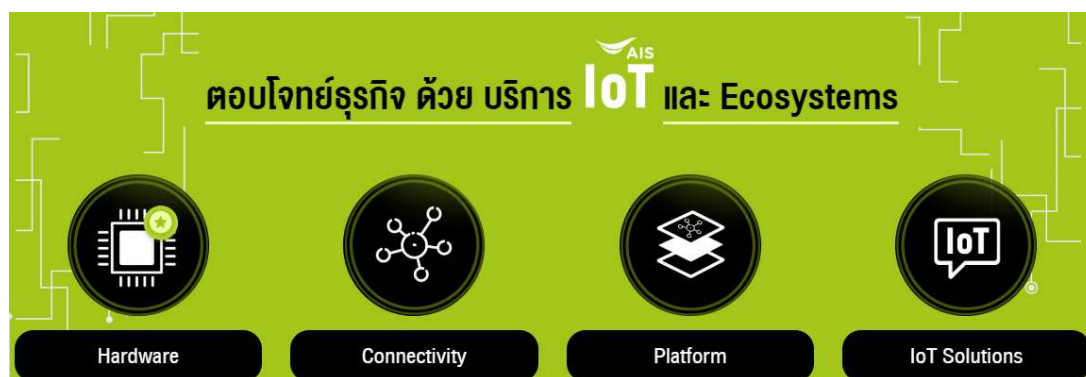 AIS
ตอบโจทย์ธุรกิจ ด้วย บริการ IoT และ Ecosystems
IoT
Hardware
Connectivity
Platform
IoT Solutions